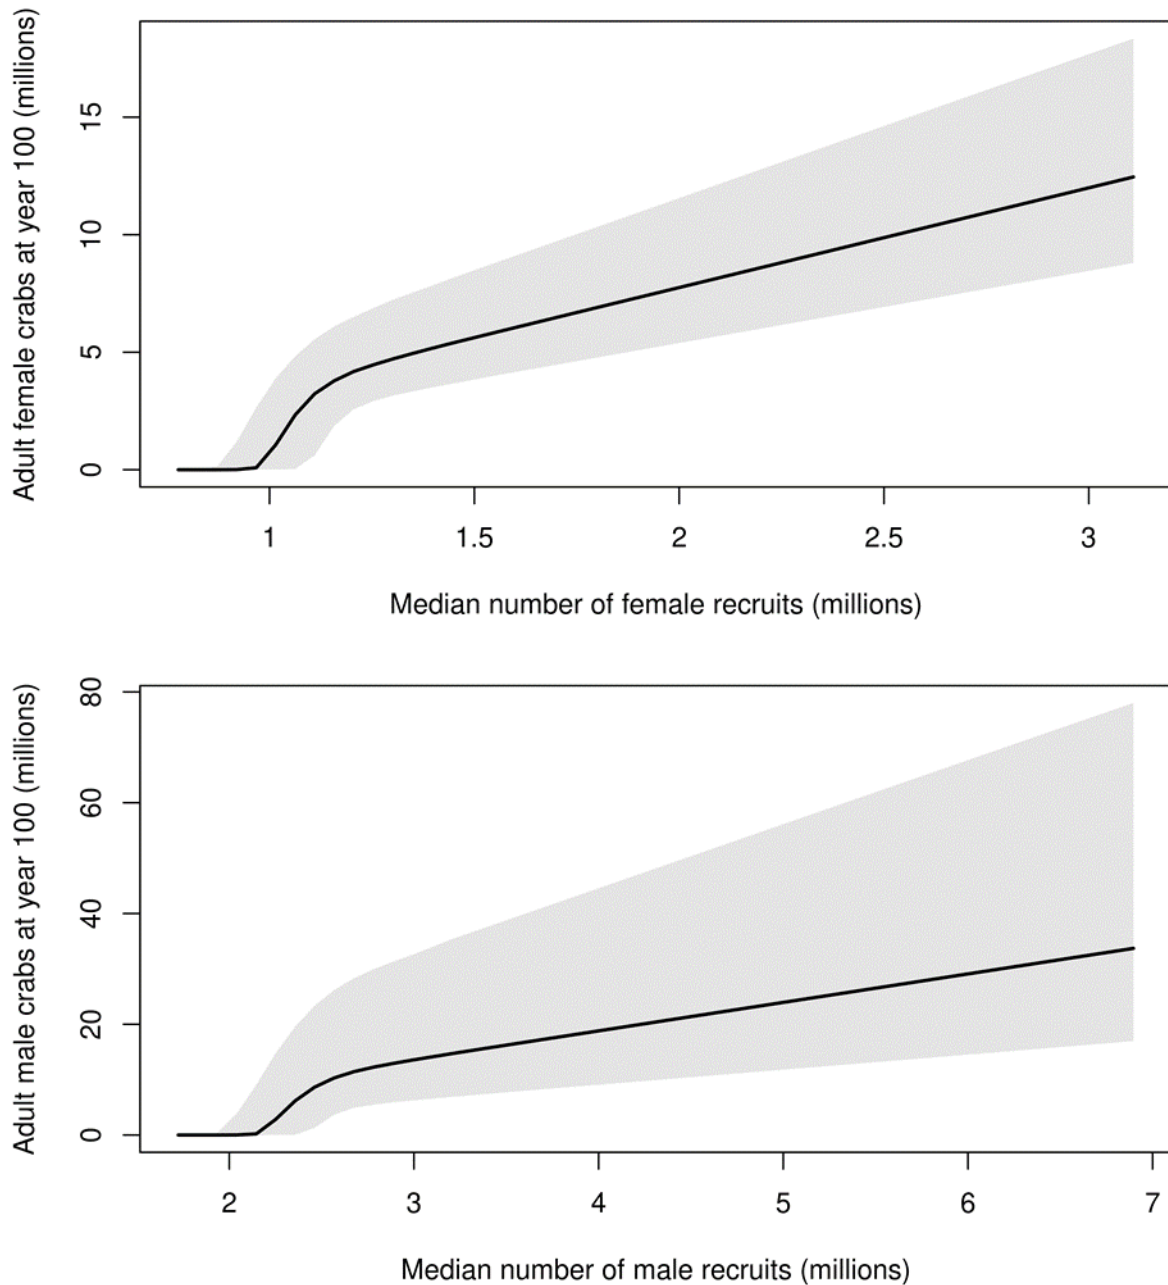 Adult female crabs at year 100 (millions)
15
10
5
0
1 1.5 2 2.5 3
Median number of female recruits (millions)
Adult male crabs at year 100 (millions)
80
60
40
20
0
2 3 4 5 6 7
Median number of male recruits (millions)